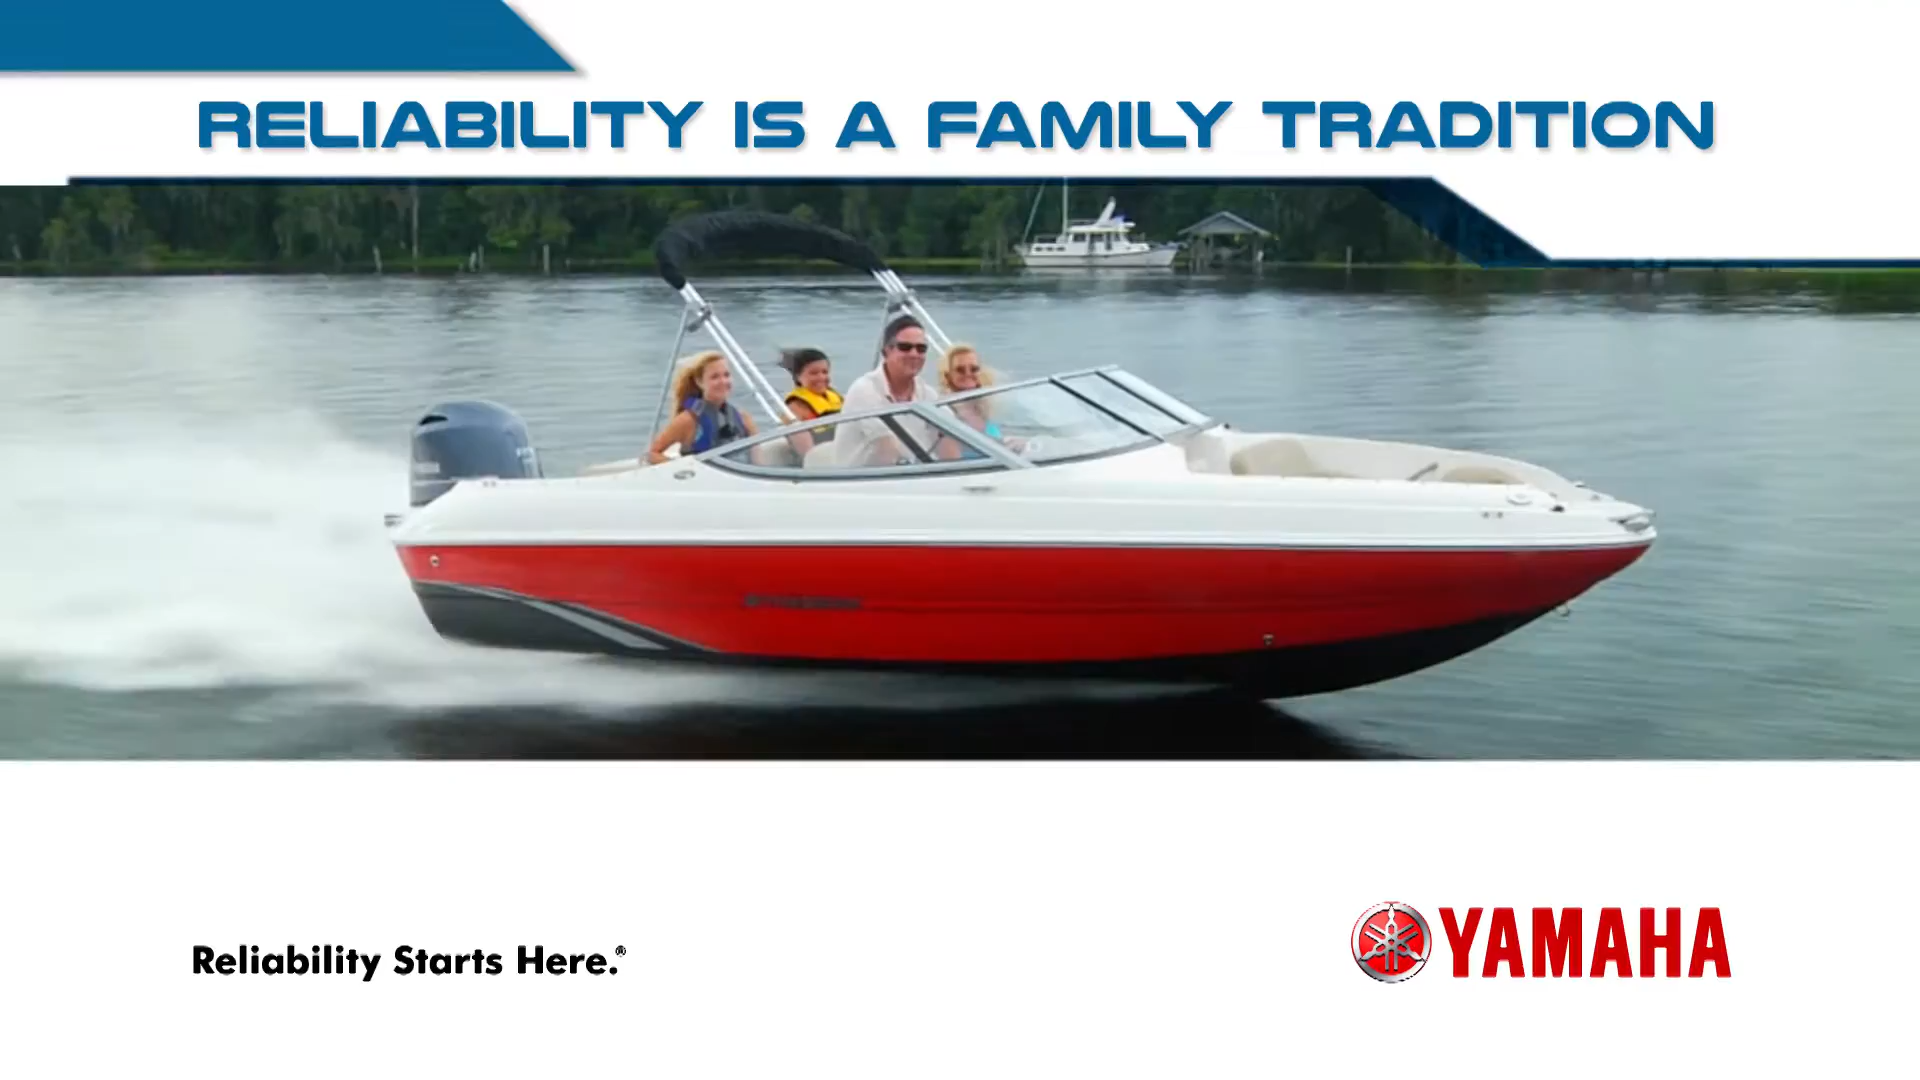 RELIABILITY IS A FAMILY TRADITION
Reliability Starts Here.®
YAMAHA